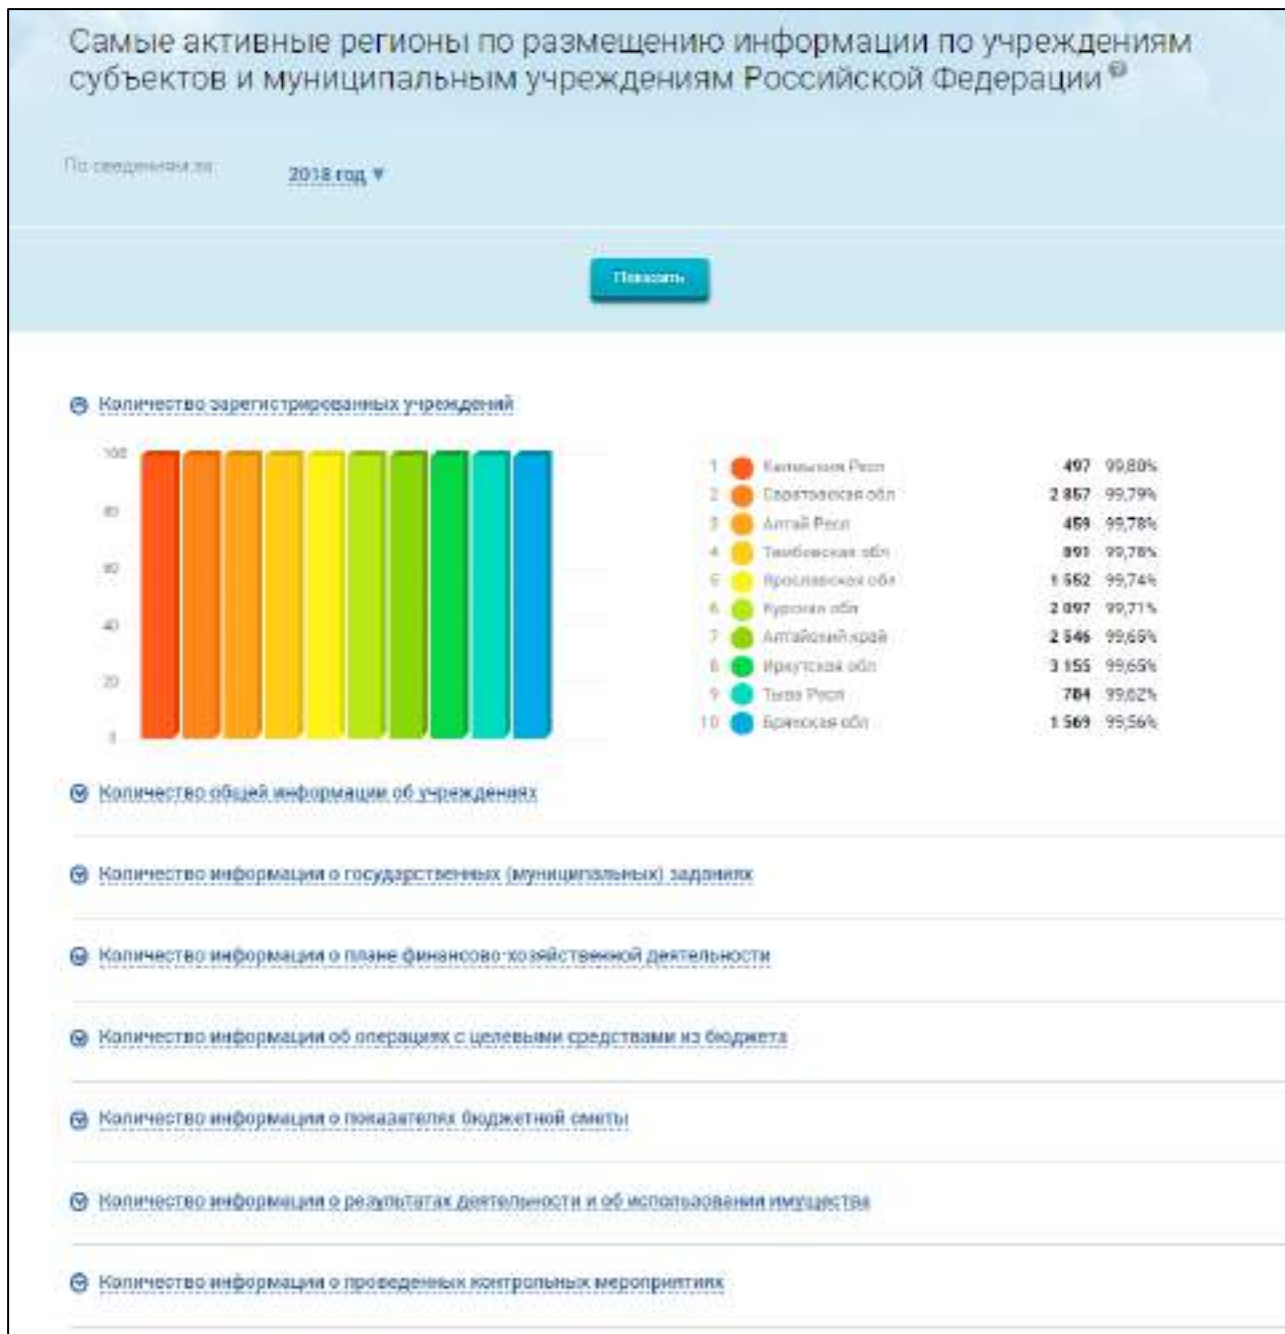 Самые активные регионы по размещению информации по учреждениям
субъектов и муниципальным учреждениям Российской Федерации
По сведениям за: 2018 год
Показать
Количество зарегистрированных учреждений
100
80
60
40
20
0
1 Калмыкия Респ 497 99,80%
2 Саратовская обл 2 857 99,79%
3 Алтай Респ 459 99,78%
4 Тамбовская обл 891 99,78%
5 Ярославская обл 1 552 99,74%
6 Курская обл 2 097 99,71%
7 Алтайский край 2 546 99,65%
8 Иркутская обл 3 155 99,65%
9 Тыва Респ 784 99,62%
10 Брянская обл 1 569 99,56%
Количество общей информации об учреждениях
Количество информации о государственных (муниципальных) заданиях
Количество информации о плане финансово-хозяйственной деятельности
Количество информации об операциях с целевыми средствами из бюджета
Количество информации о показателях бюджетной сметы
Количество информации о результатах деятельности и об использовании имущества
Количество информации о проведенных контрольных мероприятиях